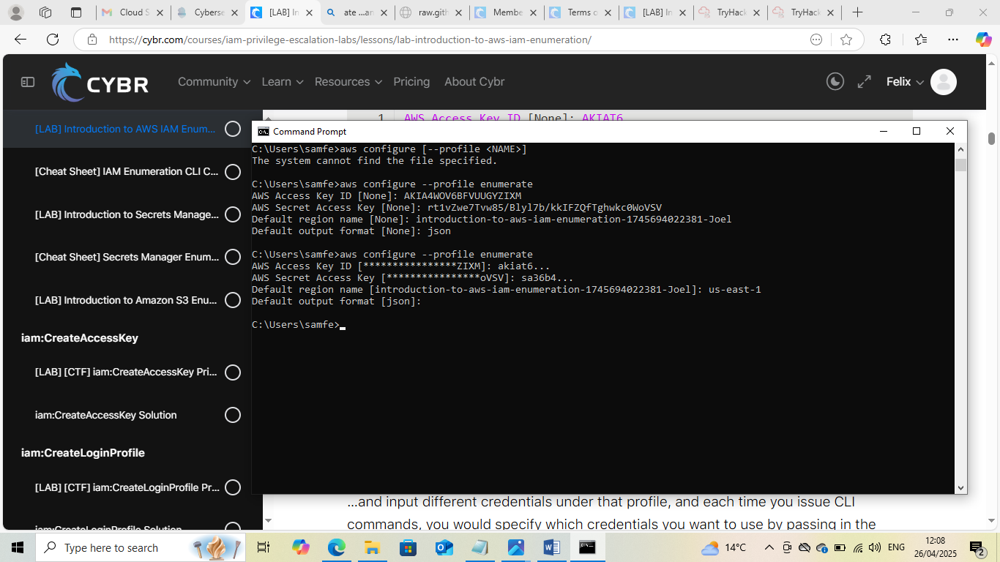 Cloud S
Cyberse
[LAB] In
ate ...an
raw.gith
Membe
Terms o
[LAB] In
TryHac
TryHac
https://cybr.com/courses/iam-privilege-escalation-labs/lessons/lab-introduction-to-aws-iam-enumeration/
CYBR
Community
Learn
Resources
Pricing
About Cybr
Felix
1 AWS Access Key ID [None]: AKIAT6
[LAB] Introduction to AWS IAM Enum...
[Cheat Sheet] IAM Enumeration CLI C...
[LAB] Introduction to Secrets Manage...
[Cheat Sheet] Secrets Manager Enum...
[LAB] Introduction to Amazon S3 Enu...
iam:CreateAccessKey
[LAB] [CTF] iam:CreateAccessKey Pri...
iam:CreateAccessKey Solution
iam:CreateLoginProfile
[LAB] [CTF] iam:CreateLoginProfile Pr...
iam:CreateLoginProfile Solution
Command Prompt
C:\Users\samfe>aws configure [--profile <NAME>]
The system cannot find the file specified.
C:\Users\samfe>aws configure --profile enumerate
AWS Access Key ID [None]: AKIA4WOV6BFVUUGYZIXM
AWS Secret Access Key [None]: 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
Default region name [None]: introduction-to-aws-iam-enumeration-1745694022381-Joel
Default output format [None]: json
C:\Users\samfe>aws configure --profile enumerate
AWS Access Key ID [****************ZIXM]: akiat6...
AWS Secret Access Key [****************oVSV]: sa36b4...
Default region name [introduction-to-aws-iam-enumeration-1745694022381-Joel]: us-east-1
Default output format [json]:
C:\Users\samfe>
...and input different credentials under that profile, and each time you issue CLI
commands, you would specify which credentials you want to use by passing in the
Type here to search
14°C
ENG
12:08
26/04/2025
2